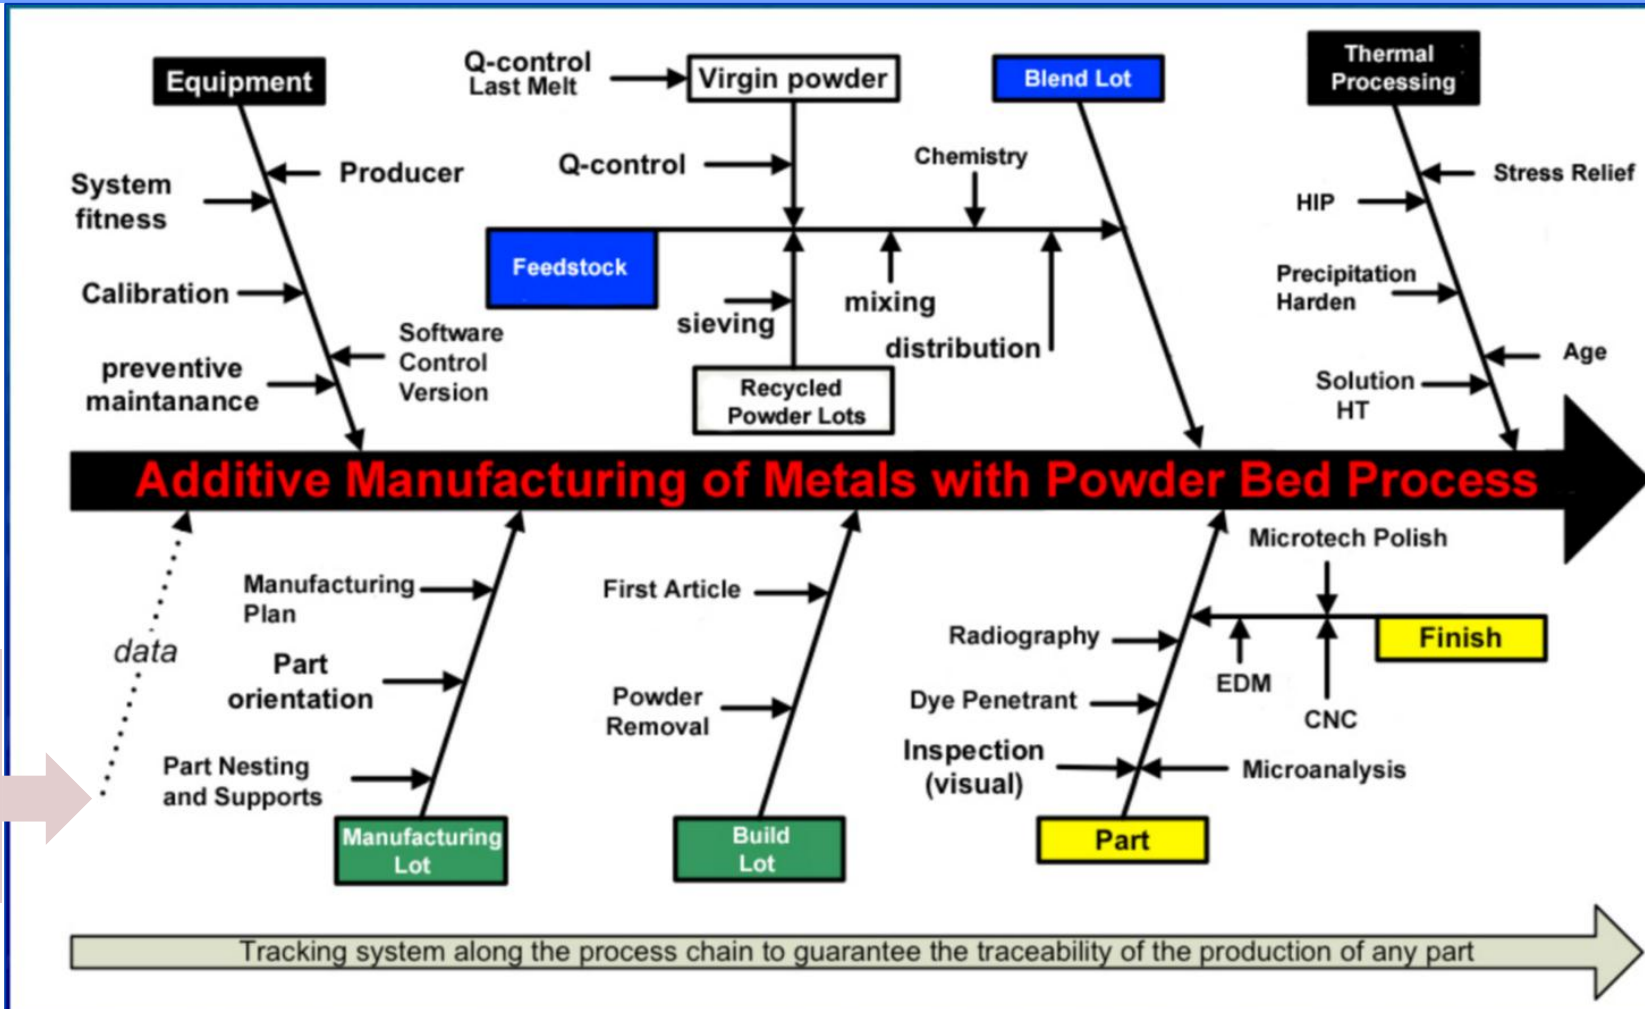 Equipment
Q-control
Last Melt
Virgin powder
Blend Lot
Thermal
Processing
Producer
System
fitness
Q-control
Chemistry
Stress Relief
HIP
Feedstock
Calibration
sieving
mixing
distribution
Precipitation
Harden
Software
Control
Version
preventive
maintanance
Recycled
Powder Lots
Age
Solution
HT
Additive Manufacturing of Metals with Powder Bed Process
data
Manufacturing
Plan
Part
orientation
Part Nesting
and Supports
Manufacturing
Lot
First Article
Powder
Removal
Build
Lot
Microtech Polish
Radiography
Finish
EDM
CNC
Dye Penetrant
Inspection
(visual)
Microanalysis
Part
Tracking system along the process chain to guarantee the traceability of the production of any part